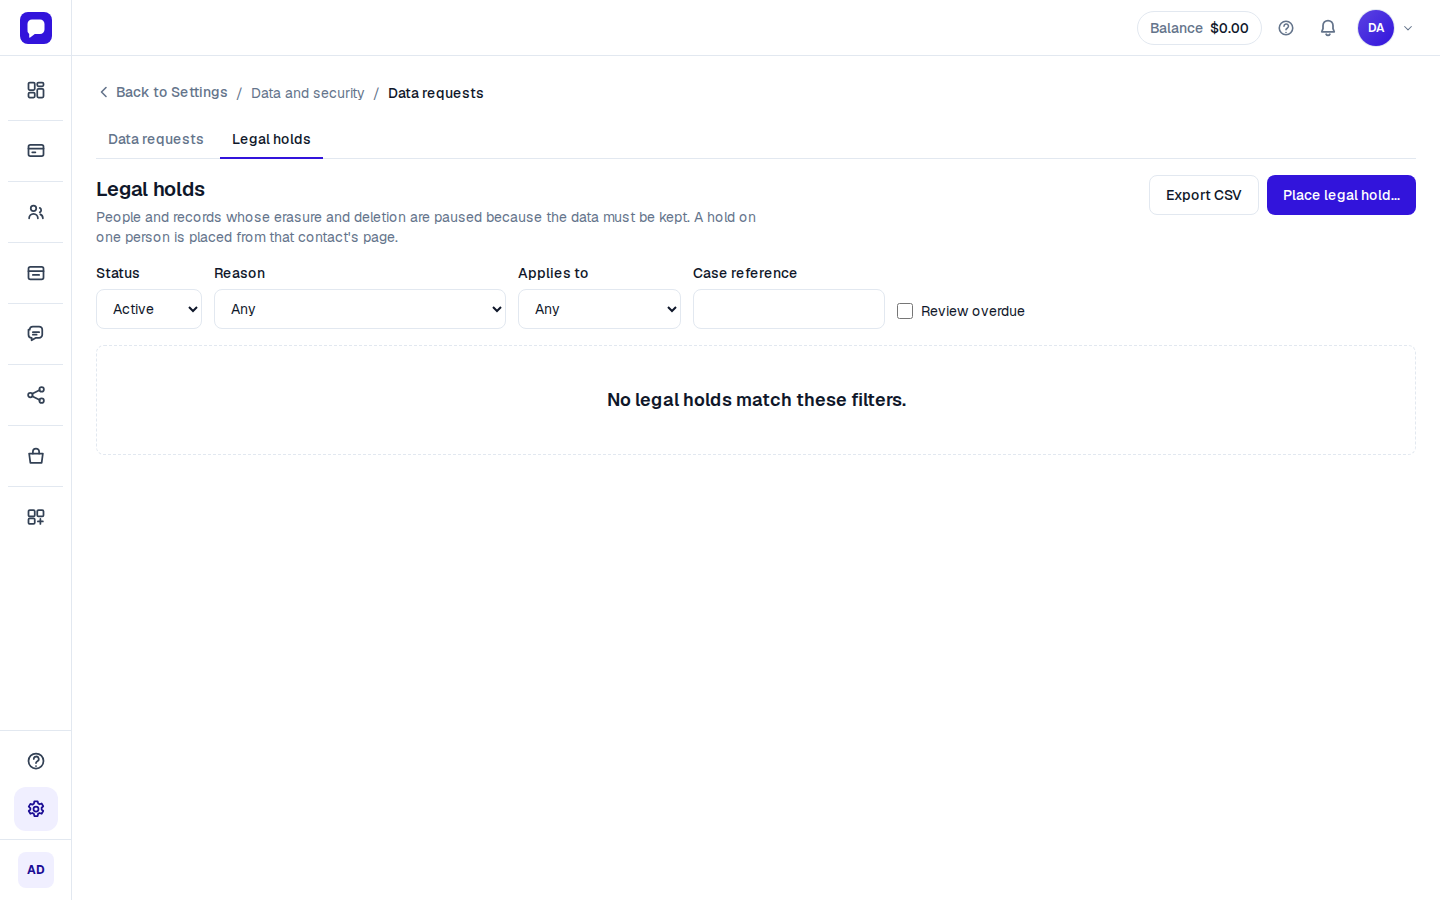 Balance $0.00
DA
Back to Settings / Data and security / Data requests
Data requests
Legal holds
Legal holds
People and records whose erasure and deletion are paused because the data must be kept. A hold on
one person is placed from that contact's page.
Export CSV
Place legal hold...
Status
Reason
Applies to
Case reference
Active
Any
Any
Review overdue
No legal holds match these filters.
AD